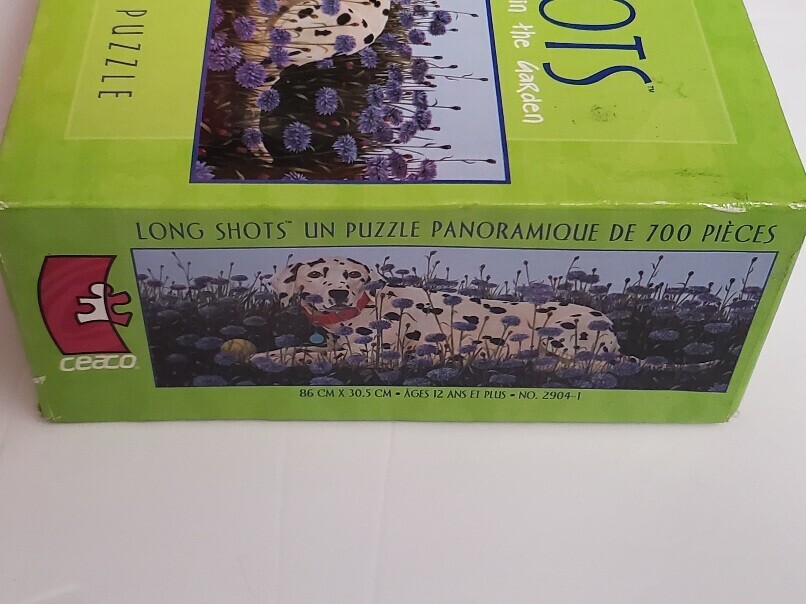 PUZZLE
OTS™
in the Garden
LONG SHOTS™ UN PUZZLE PANORAMIQUE DE 700 PIÈCES
ceaco
86 CM X 30.5 CM • ÂGES 12 ANS ET PLUS • NO. 2904-1